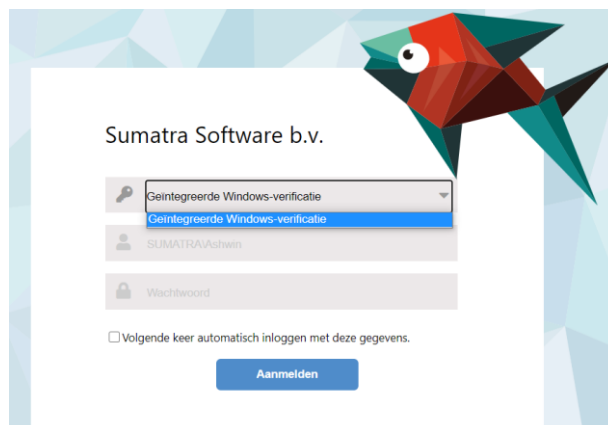 Sumatra Software b.v.
Geïntegreerde Windows-verificatie
Geïntegreerde Windows-verificatie
SUMATRA\Ashwin
Wachtwoord
Volgende keer automatisch inloggen met deze gegevens.
Aanmelden